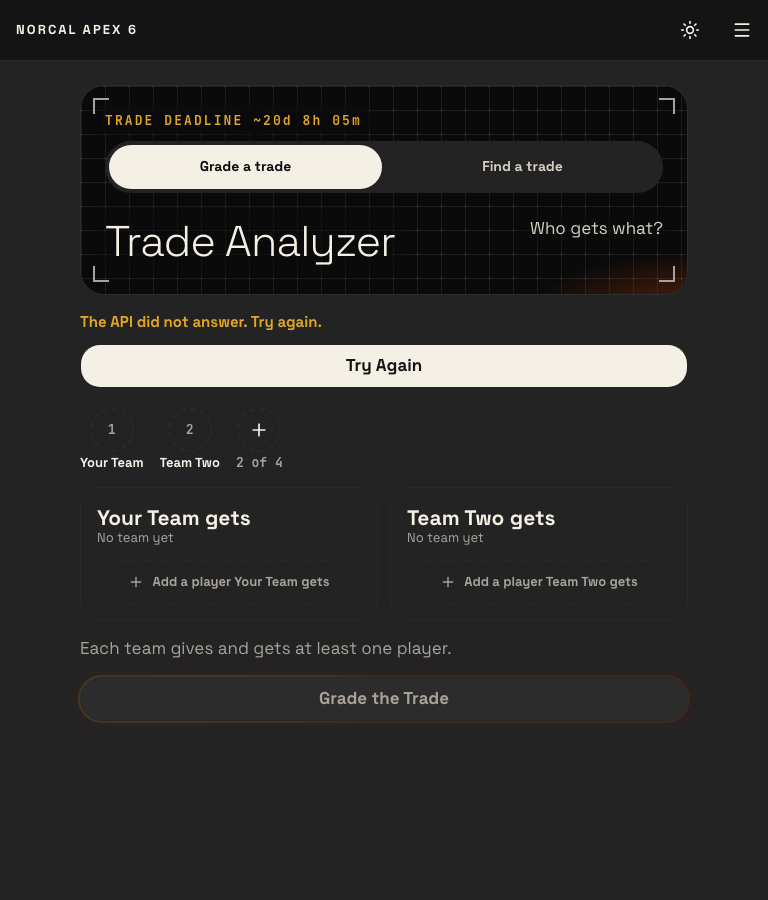 NORCAL APEX 6
TRADE DEADLINE ~20d 8h 05m
Grade a trade
Find a trade
Trade Analyzer
Who gets what?
The API did not answer. Try again.
Try Again
1
2
Your Team
Team Two
2 of 4
Your Team gets
No team yet
Add a player Your Team gets
Team Two gets
No team yet
Add a player Team Two gets
Each team gives and gets at least one player.
Grade the Trade